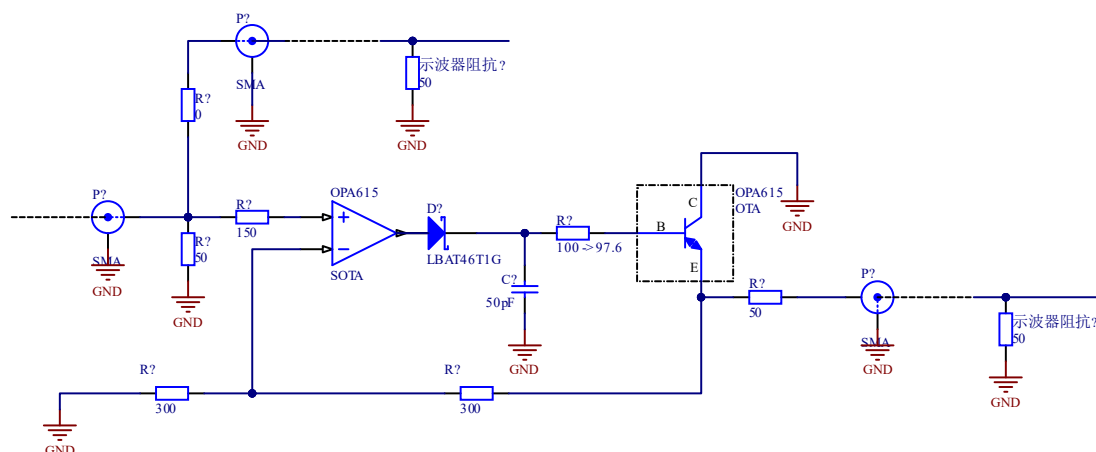 P?
SMA
示波器阻抗?
50
GND
GND
R?
0
P?
SMA
GND
R?
50
GND
R?
150
OPA615
+
−
SOTA
D?
LBAT46T1G
C?
50pF
GND
R?
100->97.6
OPA615
OTA
C
B
E
GND
R?
50
P?
SMA
GND
示波器阻抗?
50
GND
R?
300
R?
300
GND